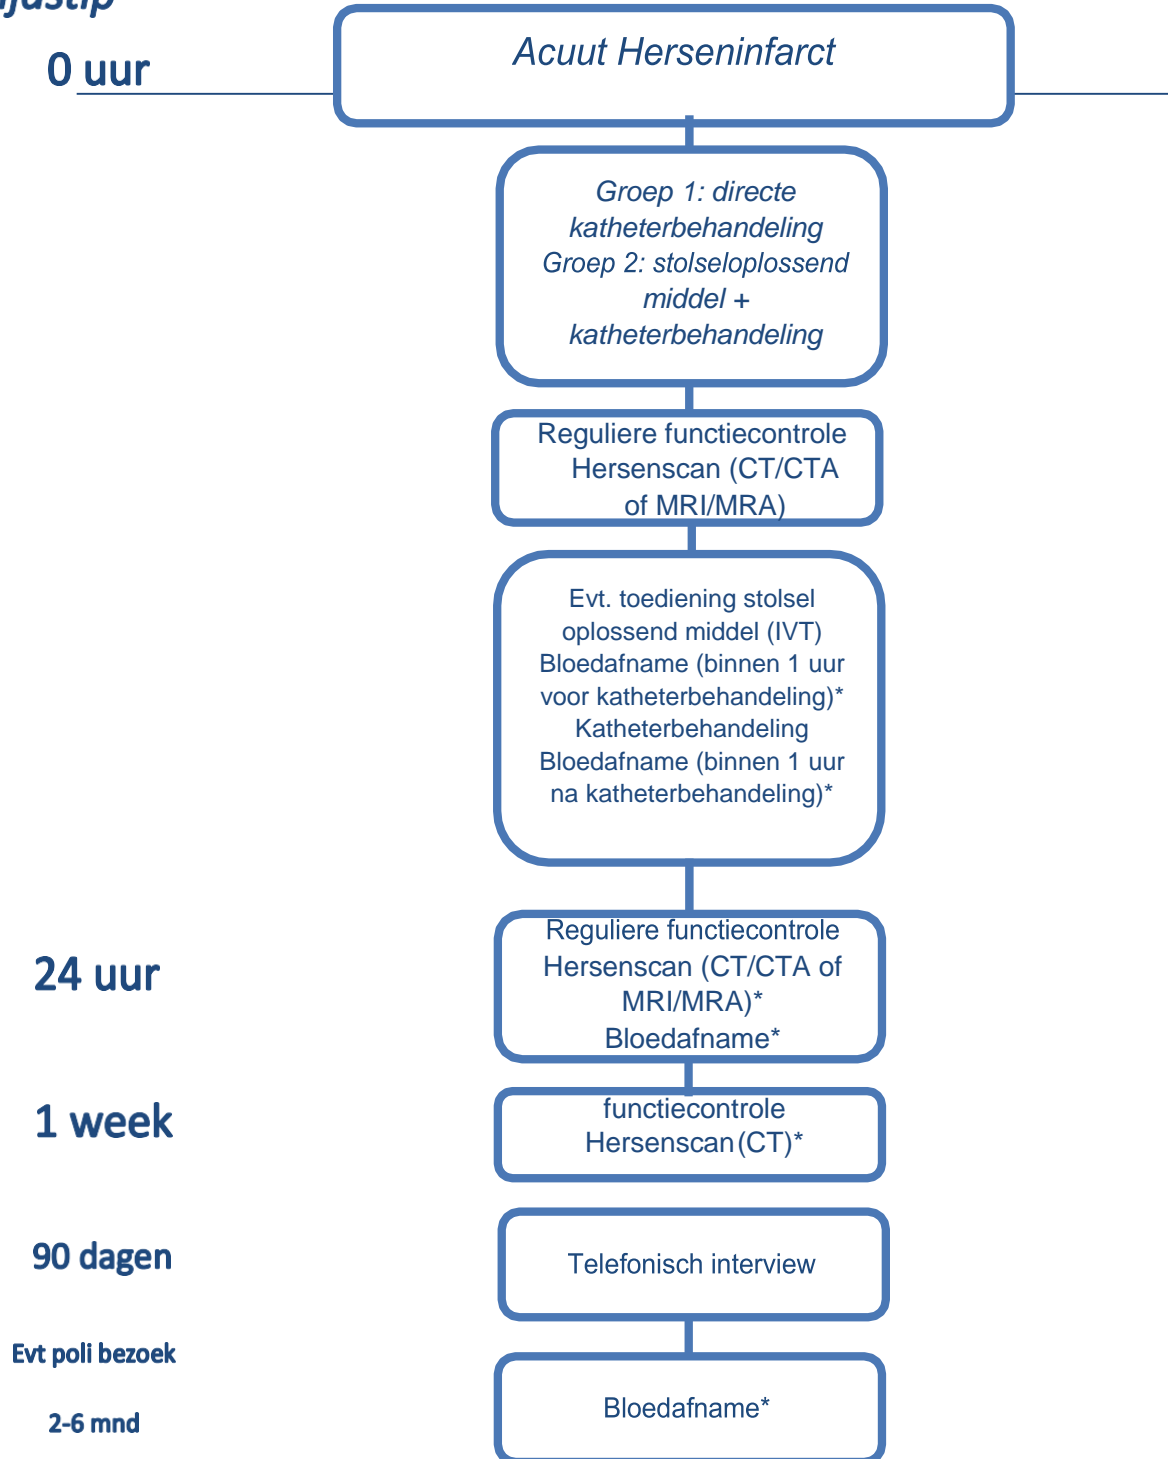 0 uur
Acuut Herseninfarct
Groep 1: directe
katheterbehandeling
Groep 2: stolseloplossend
middel +
katheterbehandeling
Reguliere functiecontrole
Hersenscan (CT/CTA
of MRI/MRA)
Evt. toediening stolsel
oplossend middel (IVT)
Bloedafname (binnen 1 uur
voor katheterbehandeling)*
Katheterbehandeling
Bloedafname (binnen 1 uur
na katheterbehandeling)*
24 uur
Reguliere functiecontrole
Hersenscan (CT/CTA of
MRI/MRA)*
Bloedafname*
1 week
functiecontrole
Hersenscan (CT)*
90 dagen
Telefonisch interview
Evt poli bezoek
2-6 mnd
Bloedafname*